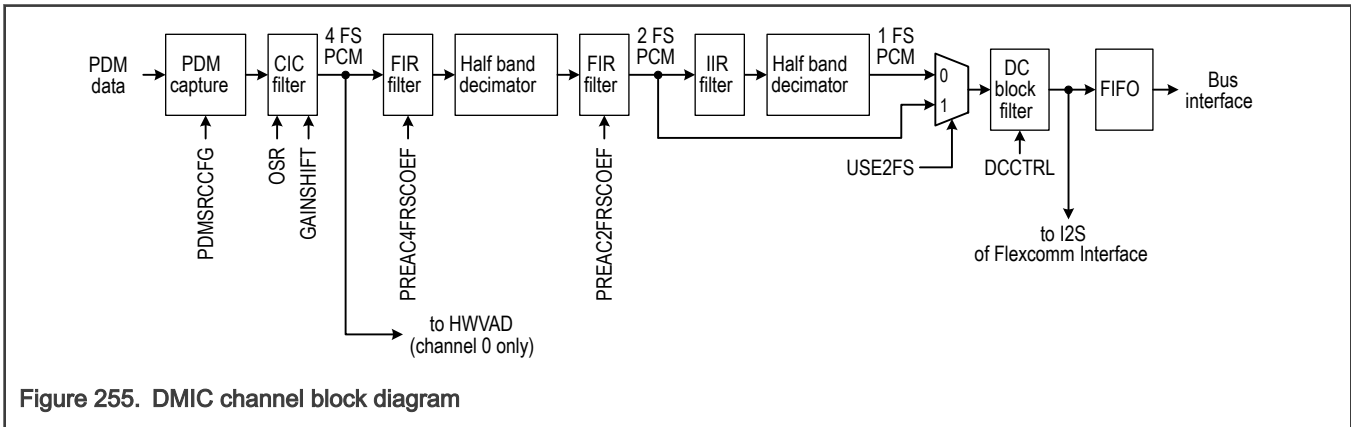 4 FS
PCM
2 FS
PCM
1 FS
PCM
PDM
data
PDM
capture
CIC
filter
FIR
filter
Half band
decimator
FIR
filter
IIR
filter
Half band
decimator
0
1
DC
block
filter
FIFO
Bus
interface
PDMSRCCFG
OSR
GAINSHIFT
PREAC4FRSCOEF
PREAC2FRSCOEF
USE2FS
DCCTRL
to I2S
of Flexcomm Interface
to HWVAD
(channel 0 only)
Figure 255. DMIC channel block diagram